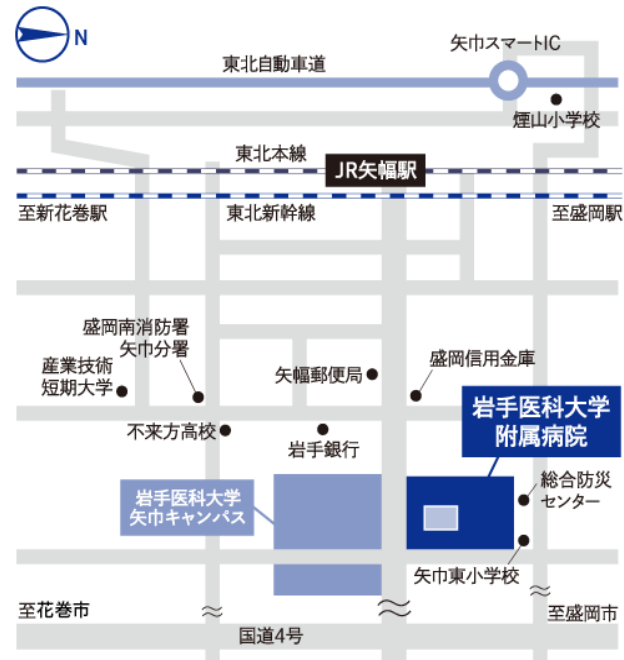 N
矢巾スマートIC
東北自動車道
煙山小学校
東北本線
JR矢幅駅
至新花巻駅
東北新幹線
至盛岡駅
盛岡南消防署
矢巾分署
産業技術
短期大学
矢幅郵便局
盛岡信用金庫
岩手医科大学
附属病院
不来方高校
岩手銀行
岩手医科大学
矢巾キャンパス
総合防災
センター
矢巾東小学校
至花巻市
至盛岡市
国道4号